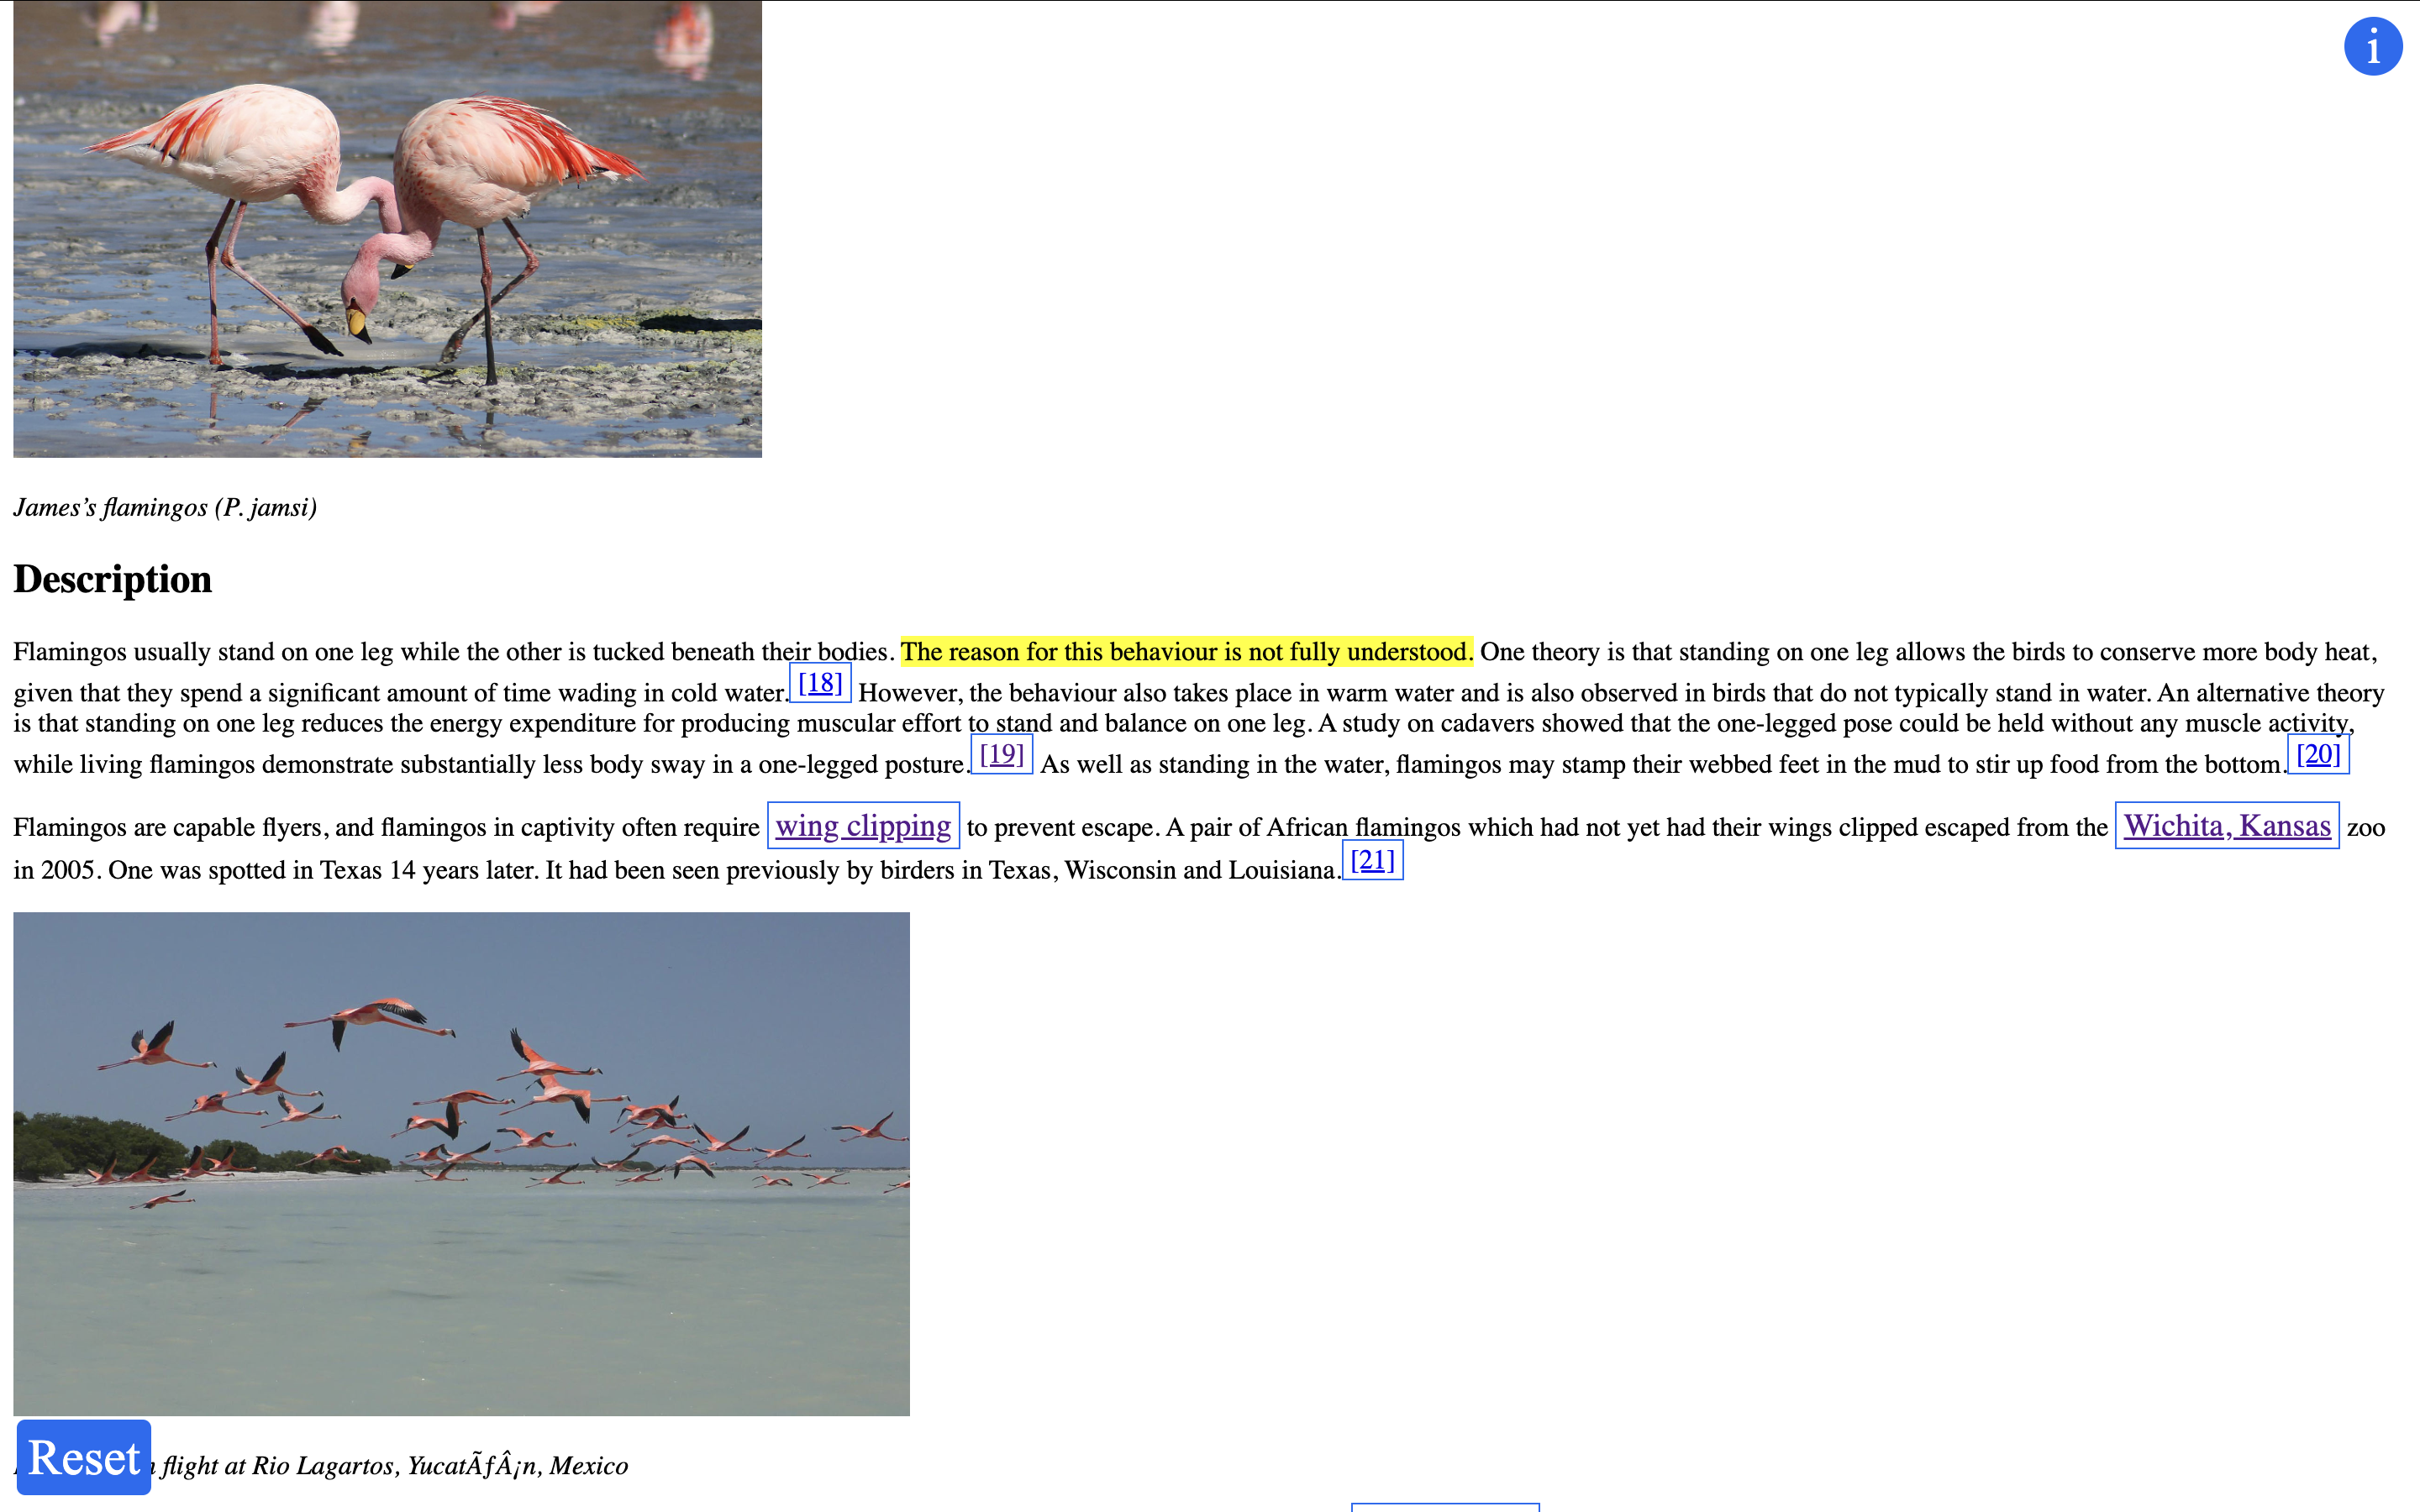 i
James’s flamingos (P. jamsi)
Description
Flamingos usually stand on one leg while the other is tucked beneath their bodies. The reason for this behaviour is not fully understood. One theory is that standing on one leg allows the birds to conserve more body heat,
given that they spend a significant amount of time wading in cold water.[18] However, the behaviour also takes place in warm water and is also observed in birds that do not typically stand in water. An alternative theory
is that standing on one leg reduces the energy expenditure for producing muscular effort to stand and balance on one leg. A study on cadavers showed that the one-legged pose could be held without any muscle activity,
while living flamingos demonstrate substantially less body sway in a one-legged posture.[19] As well as standing in the water, flamingos may stamp their webbed feet in the mud to stir up food from the bottom.[20]
Flamingos are capable flyers, and flamingos in captivity often require wing clipping to prevent escape. A pair of African flamingos which had not yet had their wings clipped escaped from the Wichita, Kansas zoo
in 2005. One was spotted in Texas 14 years later. It had been seen previously by birders in Texas, Wisconsin and Louisiana.[21]
Reset
flight at Rio Lagartos, YucatÃƒÂ¡n, Mexico